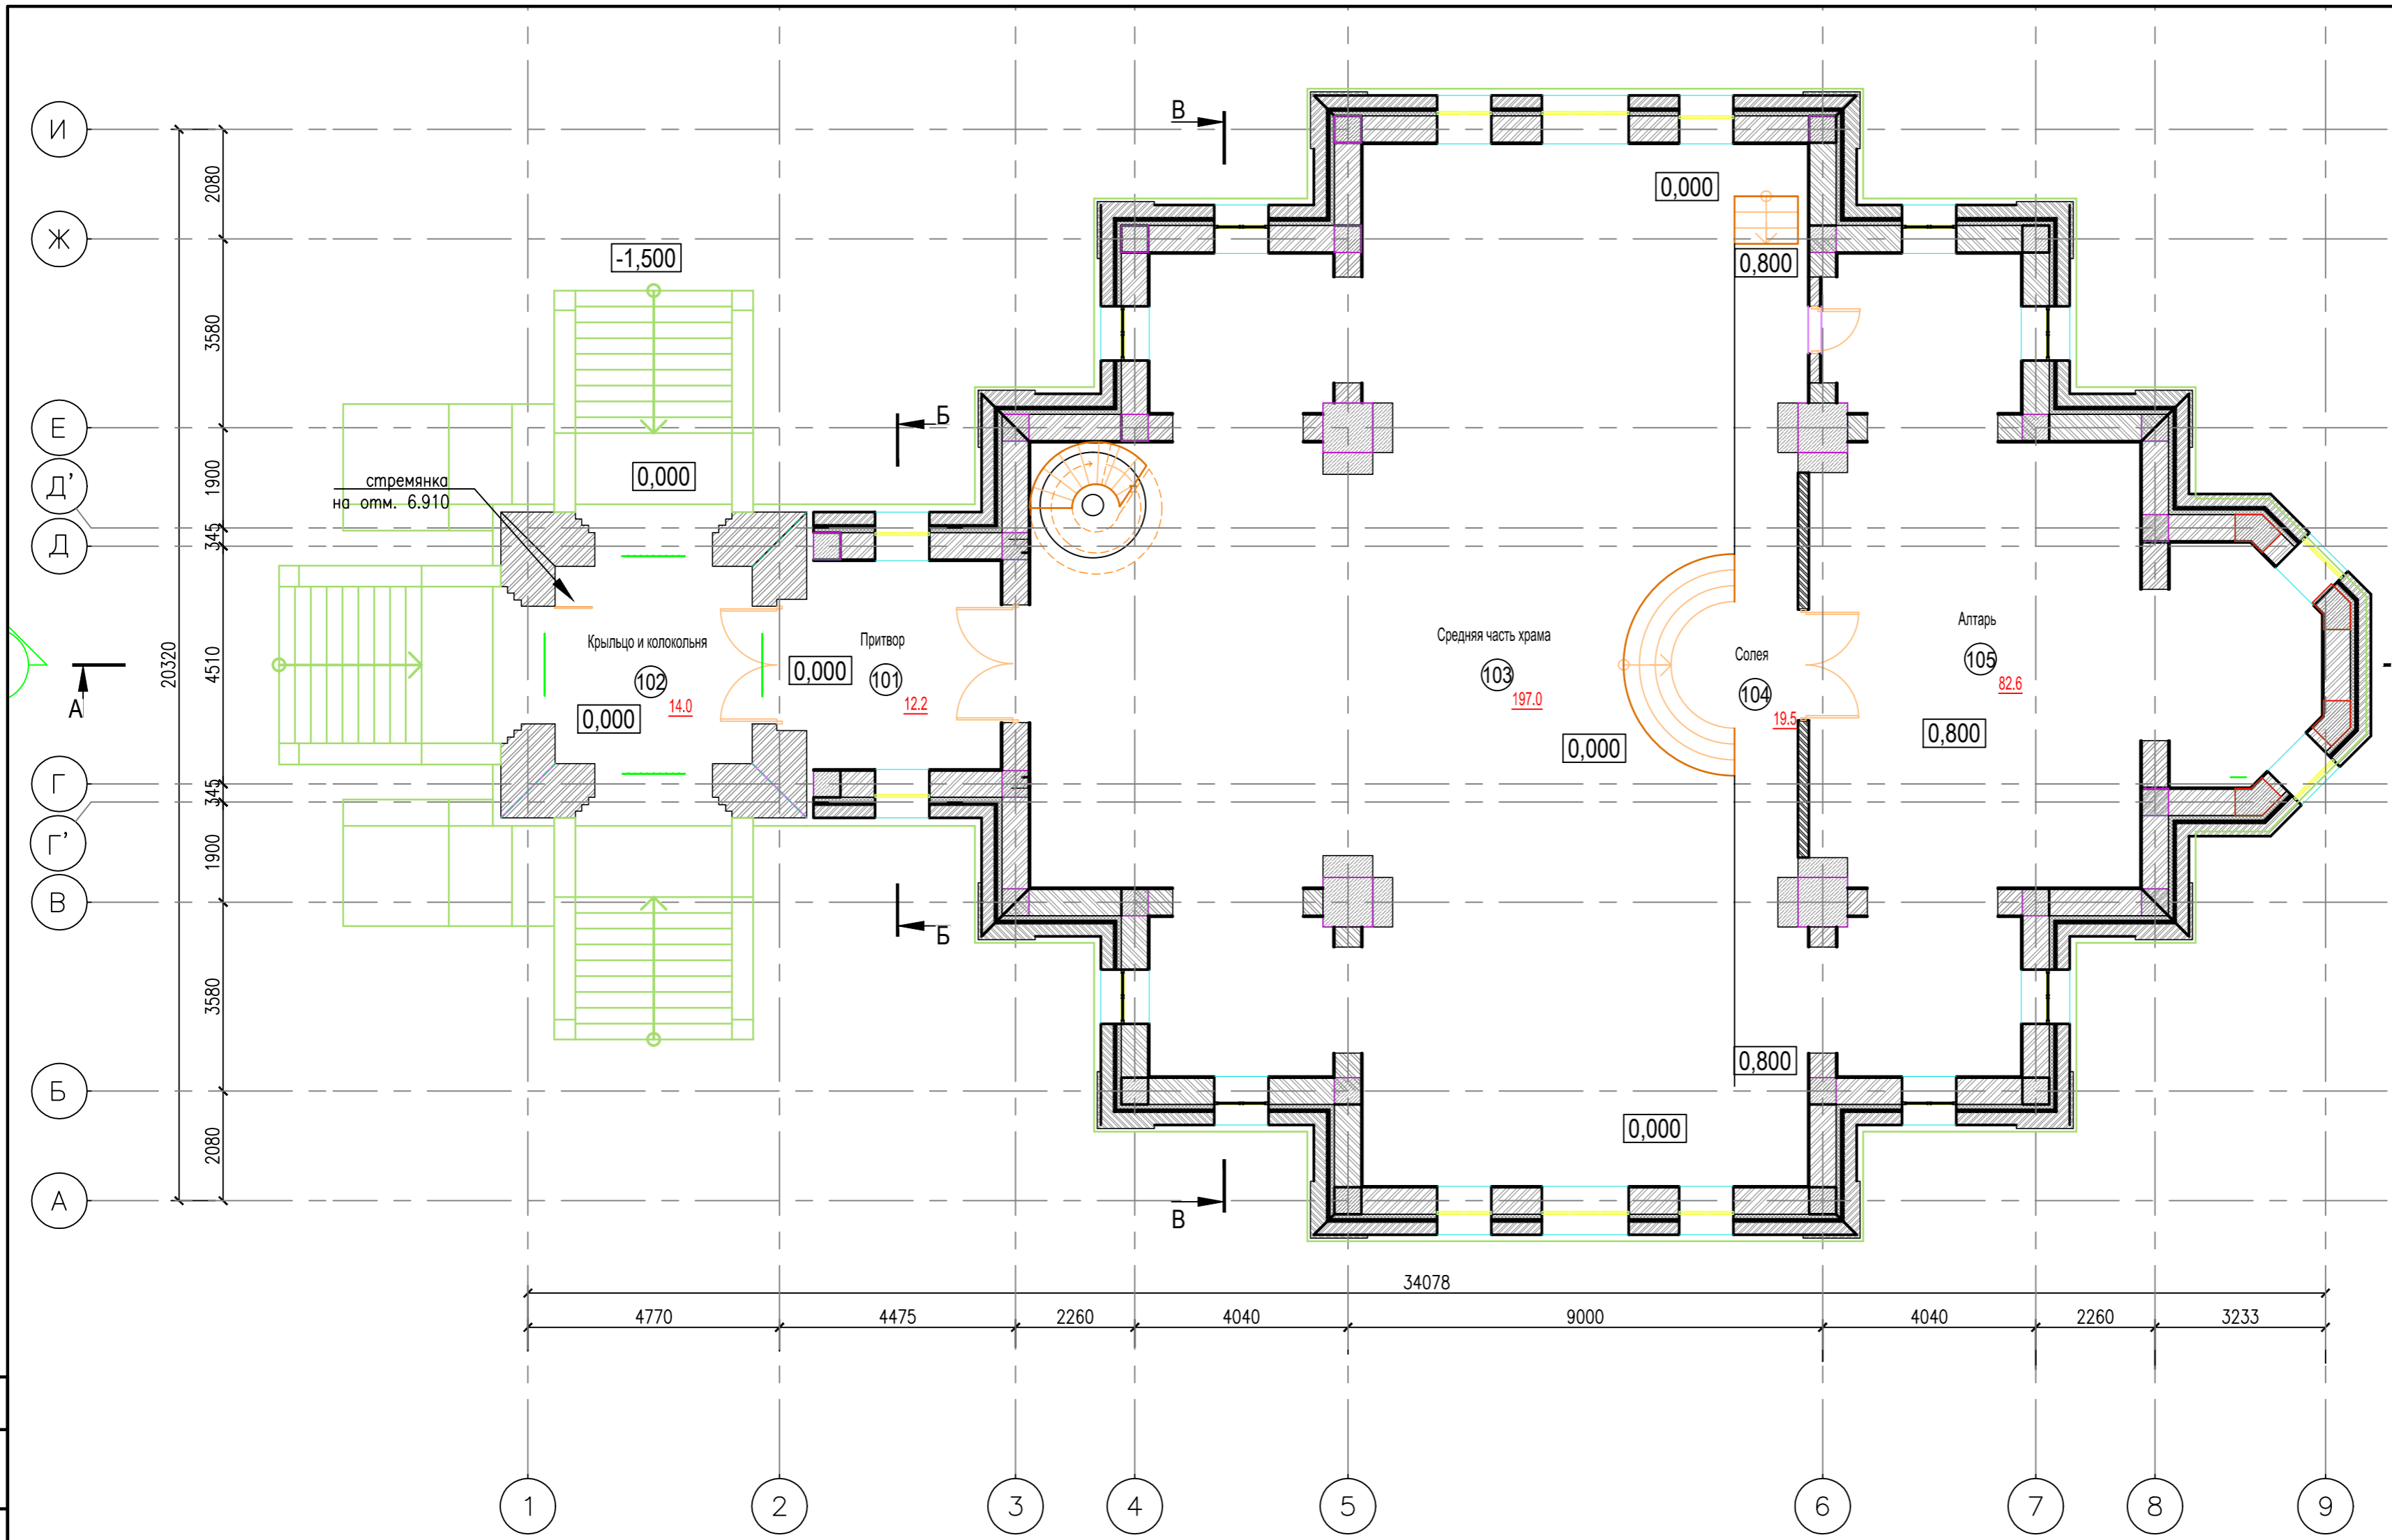 И
В
2080
0,000
Ж
-1,500
0,800
3580
Е
Б
Д'
1900
0,000
стремянка
на отм. 6.910
345
Д
20320
4510
А
Крыльцо и колокольня
102
14.0
0,000
Притвор
0,000
101
12.2
Средняя часть храма
103
197.0
0,000
Солея
104
19.5
Алтарь
105
82.6
0,800
Г
345
Г'
1900
В
Б
3580
0,800
Б
0,000
2080
А
В
34078
4770
4475
2260
4040
9000
4040
2260
3233
1
2
3
4
5
6
7
8
9